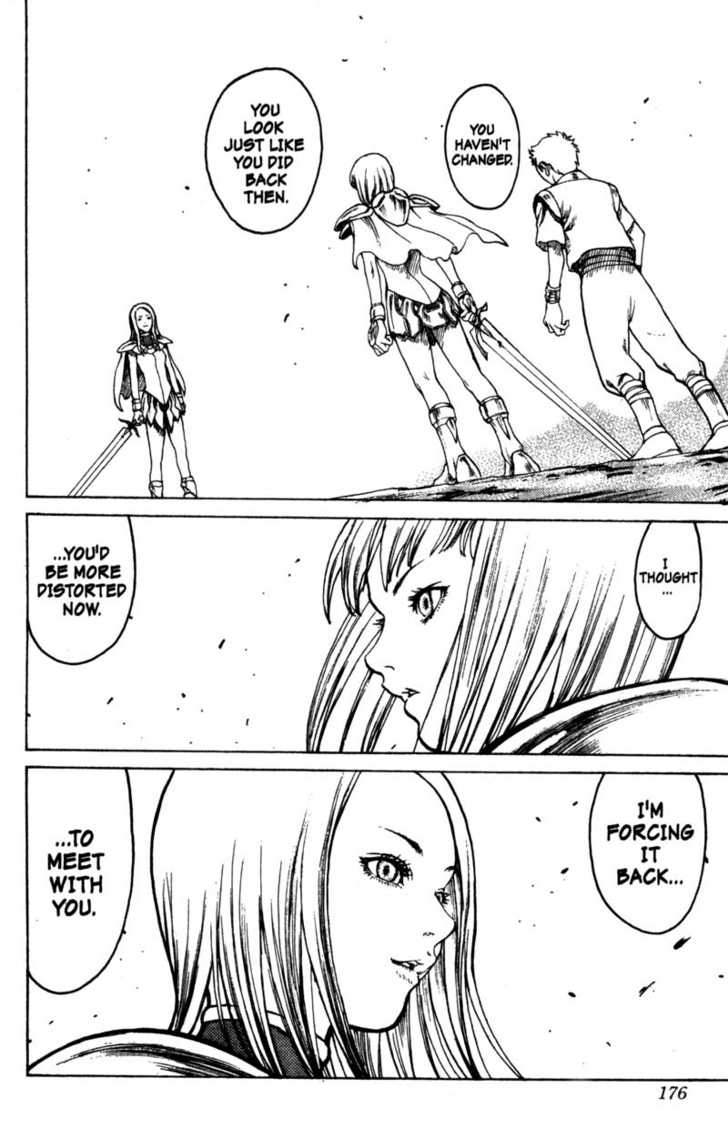 YOU
HAVEN'T
CHANGED.
YOU
LOOK
JUST LIKE
YOU DID
BACK
THEN.
I
THOUGHT
...
...YOU'D
BE MORE
DISTORTED
NOW.
I'M
FORCING
IT
BACK...
...TO
MEET
WITH
YOU.
176